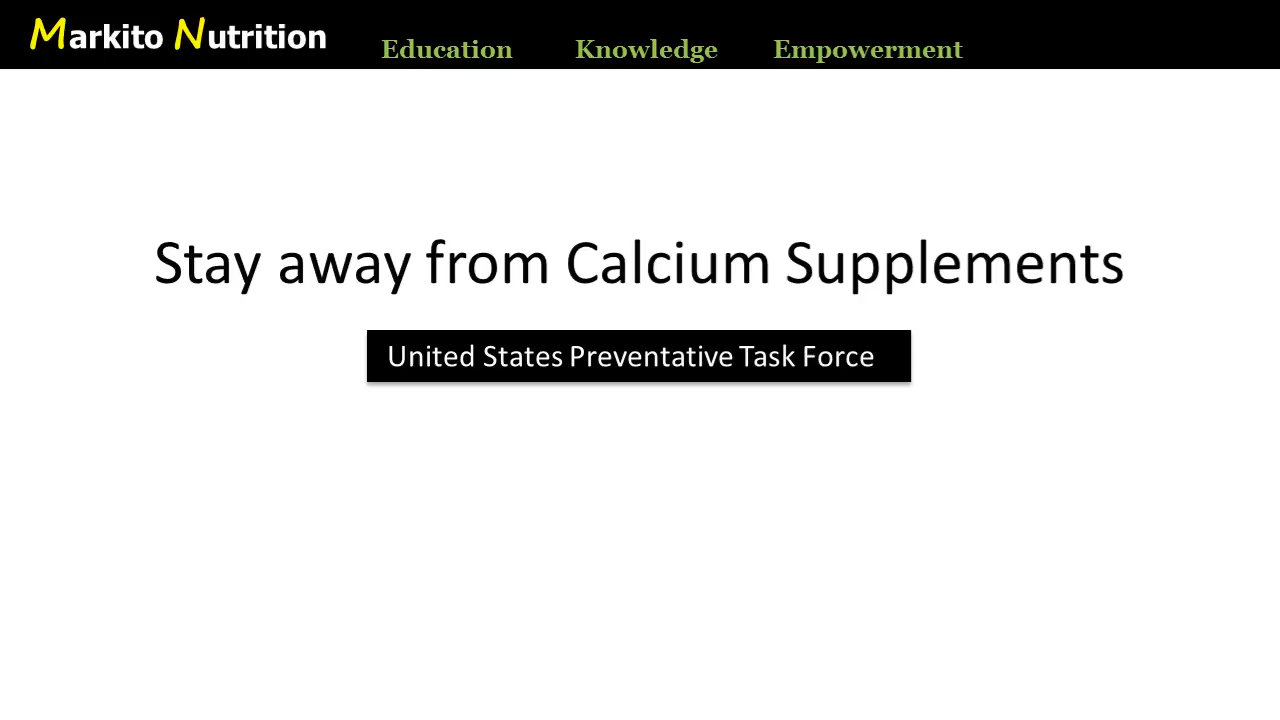 Markito Nutrition
Education Knowledge Empowerment
Stay away from Calcium Supplements
United States Preventative Task Force